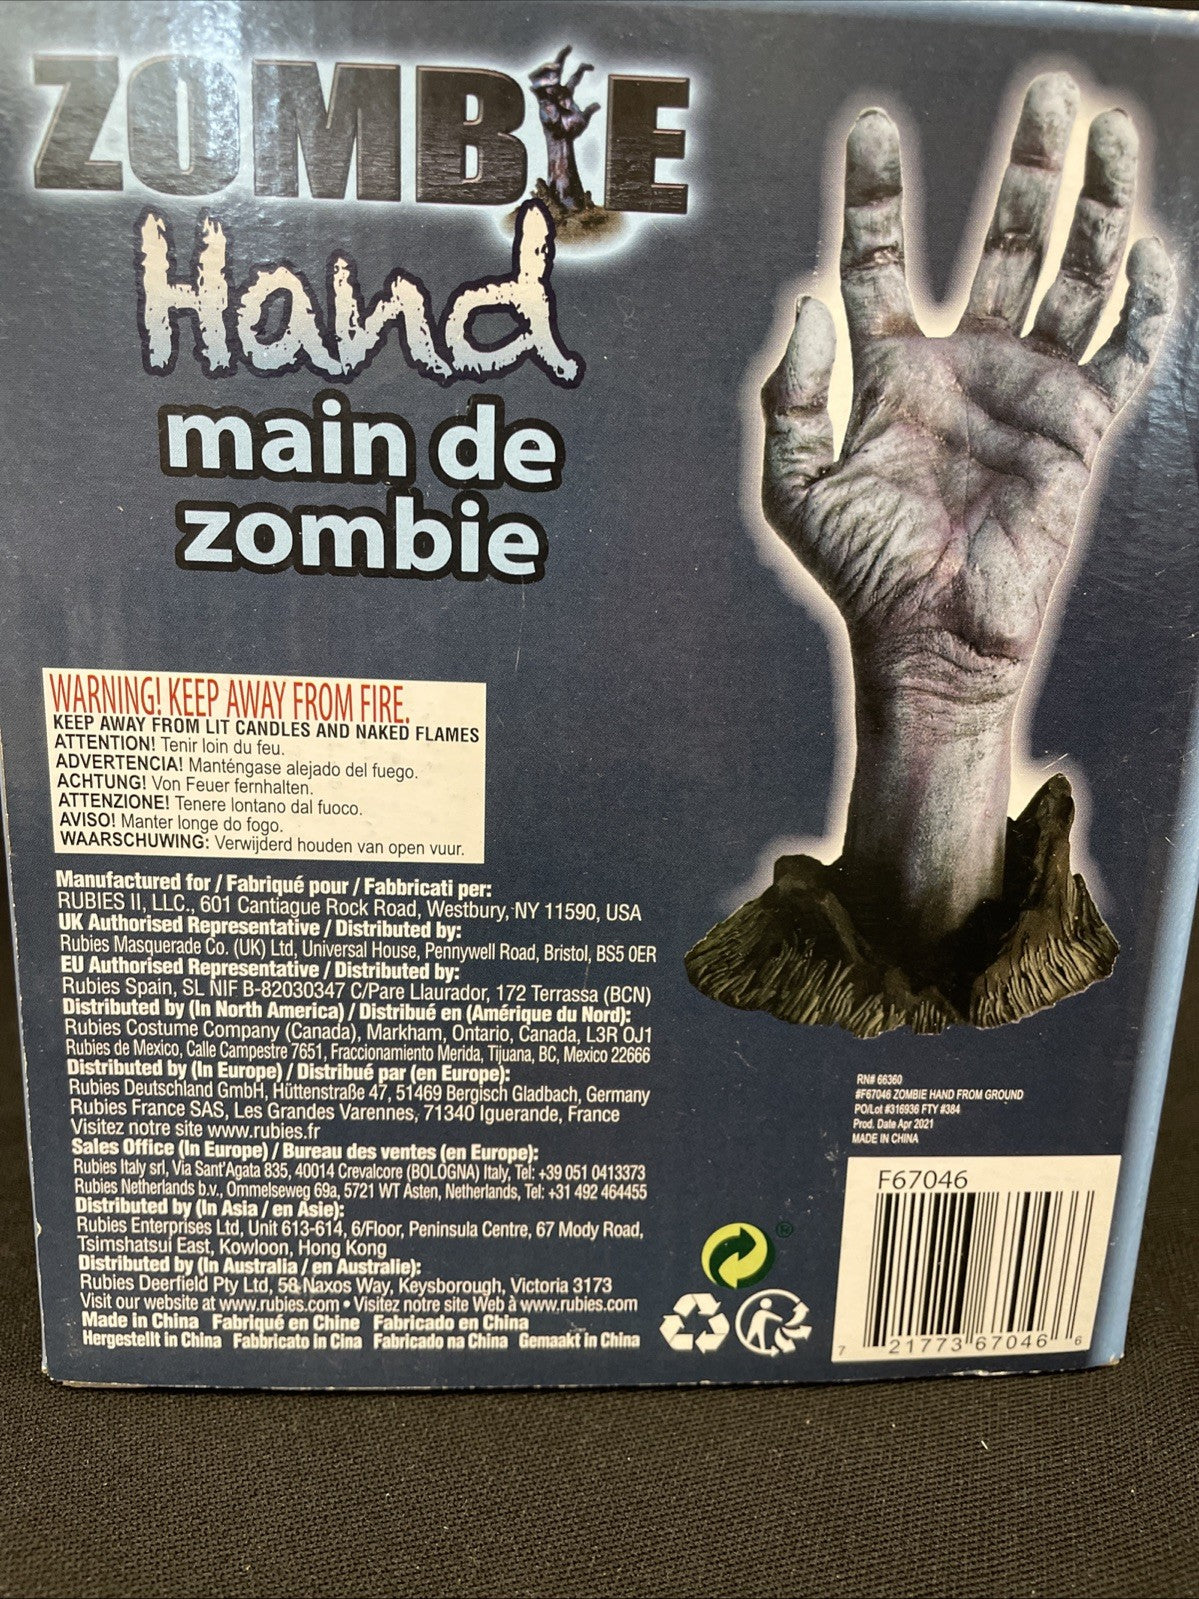 ZOMBIE
Hand
main de
zombie
WARNING! KEEP AWAY FROM FIRE.
KEEP AWAY FROM LIT CANDLES AND NAKED FLAMES
ATTENTION! Tenir loin du feu.
ADVERTENCIA! Manténgase alejado del fuego.
ACHTUNG! Von Feuer fernhalten.
ATTENZIONE! Tenere lontano dal fuoco.
AVISO! Manter longe do fogo.
WAARSCHUWING: Verwijderd houden van open vuur.
Manufactured for / Fabriqué pour / Fabbricati per:
RUBIES II, LLC., 601 Cantiague Rock Road, Westbury, NY 11590, USA
UK Authorised Representative / Distributed by:
Rubies Masquerade Co. (UK) Ltd, Universal House, Pennywell Road, Bristol, BS5 0ER
EU Authorised Representative / Distributed by:
Rubies Spain, SL NIF B-82030347 C/Pare Llaurador, 172 Terrassa (BCN)
Distributed by (In North America) / Distribué en (Amérique du Nord):
Rubies Costume Company (Canada), Markham, Ontario, Canada, L3R 0J1
Rubies de Mexico, Calle Campestre 7651, Fraccionamiento Merida, Tijuana, BC, Mexico 22666
Distributed by (In Europe) / Distribué par (en Europe):
Rubies Deutschland GmbH, Hüttenstraße 47, 51469 Bergisch Gladbach, Germany
Rubies France SAS, Les Grandes Varennes, 71340 Iguerande, France
Visitez notre site www.rubies.fr
Sales Office (In Europe) / Bureau des ventes (en Europe):
Rubies Italy srl, Via Sant'Agata 835, 40014 Crevalcore (BOLOGNA) Italy, Tel: +39 051 0413373
Rubies Netherlands b.v., Ommelseweg 69a, 5721 WT Asten, Netherlands, Tel: +31 492 464455
Distributed by (In Asia / en Asie):
Rubies Enterprises Ltd, Unit 613-614, 6/Floor, Peninsula Centre, 67 Mody Road,
Tsimshatsui East, Kowloon, Hong Kong
Distributed by (In Australia / en Australie):
Rubies Deerfield Pty Ltd, 58 Naxos Way, Keysborough, Victoria 3173
Visit our website at www.rubies.com • Visitez notre site Web à www.rubies.com
Made in China Fabriqué en Chine Fabricado en China
Hergestellt in China Fabbricato in Cina Fabricado na China Gemaakt in China
RN# 66360
#F67046 ZOMBIE HAND FROM GROUND
PO/Lot #316936 FTY #384
Prod. Date Apr 2021
MADE IN CHINA
F67046
7 21773 67046 6
®